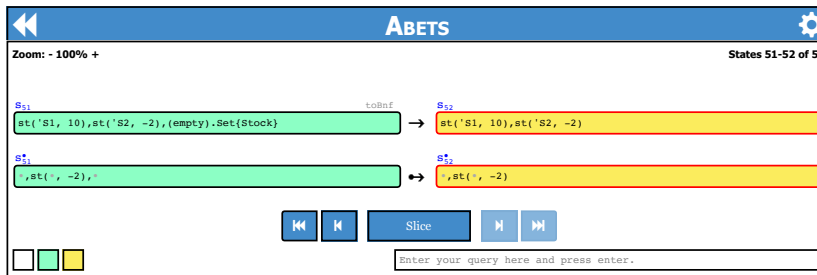 ABETS
Zoom: - 100% +
States 51-52 of 5
S51
toBnf
S52
st('S1, 10),st('S2, -2),(empty).Set{Stock}
→
st('S1, 10),st('S2, -2)
S•51
S•52
•,st(•, -2),•
↔
•,st(•, -2)
Slice
Enter your query here and press enter.